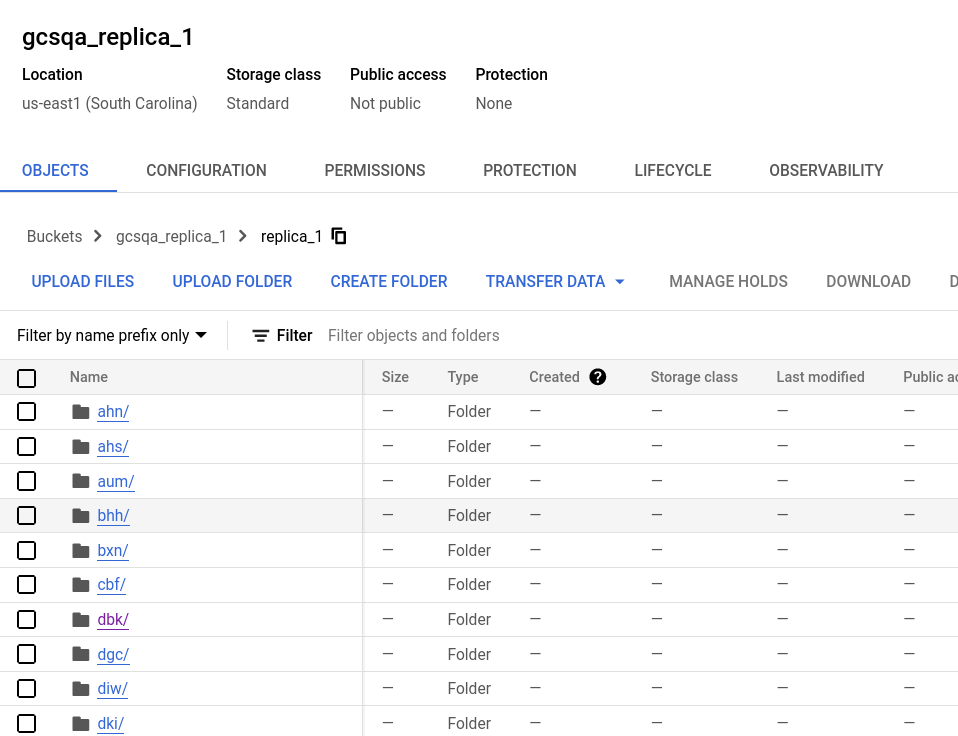 gcsqa_replica_1
Location Storage class Public access Protection
us-east1 (South Carolina) Standard Not public None
OBJECTS CONFIGURATION PERMISSIONS PROTECTION LIFECYCLE OBSERVABILITY
Buckets gcsqa_replica_1 replica_1
UPLOAD FILES UPLOAD FOLDER CREATE FOLDER TRANSFER DATA MANAGE HOLDS DOWNLOAD D
Filter by name prefix only Filter Filter objects and folders
Name Size Type Created ? Storage class Last modified Public ac
ahn/ — Folder — — — —
ahs/ — Folder — — — —
aum/ — Folder — — — —
bhh/ — Folder — — — —
bxn/ — Folder — — — —
cbf/ — Folder — — — —
dbk/ — Folder — — — —
dgc/ — Folder — — — —
diw/ — Folder — — — —
dki/ — Folder — — — —